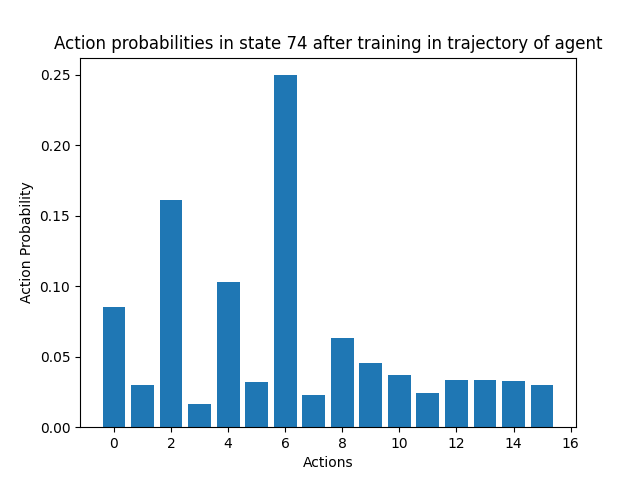 Action probabilities in state 74 after training in trajectory of agent
0.25
0.20
0.15
0.10
0.05
0.00
Action Probability
0 2 4 6 8 10 12 14 16
Actions